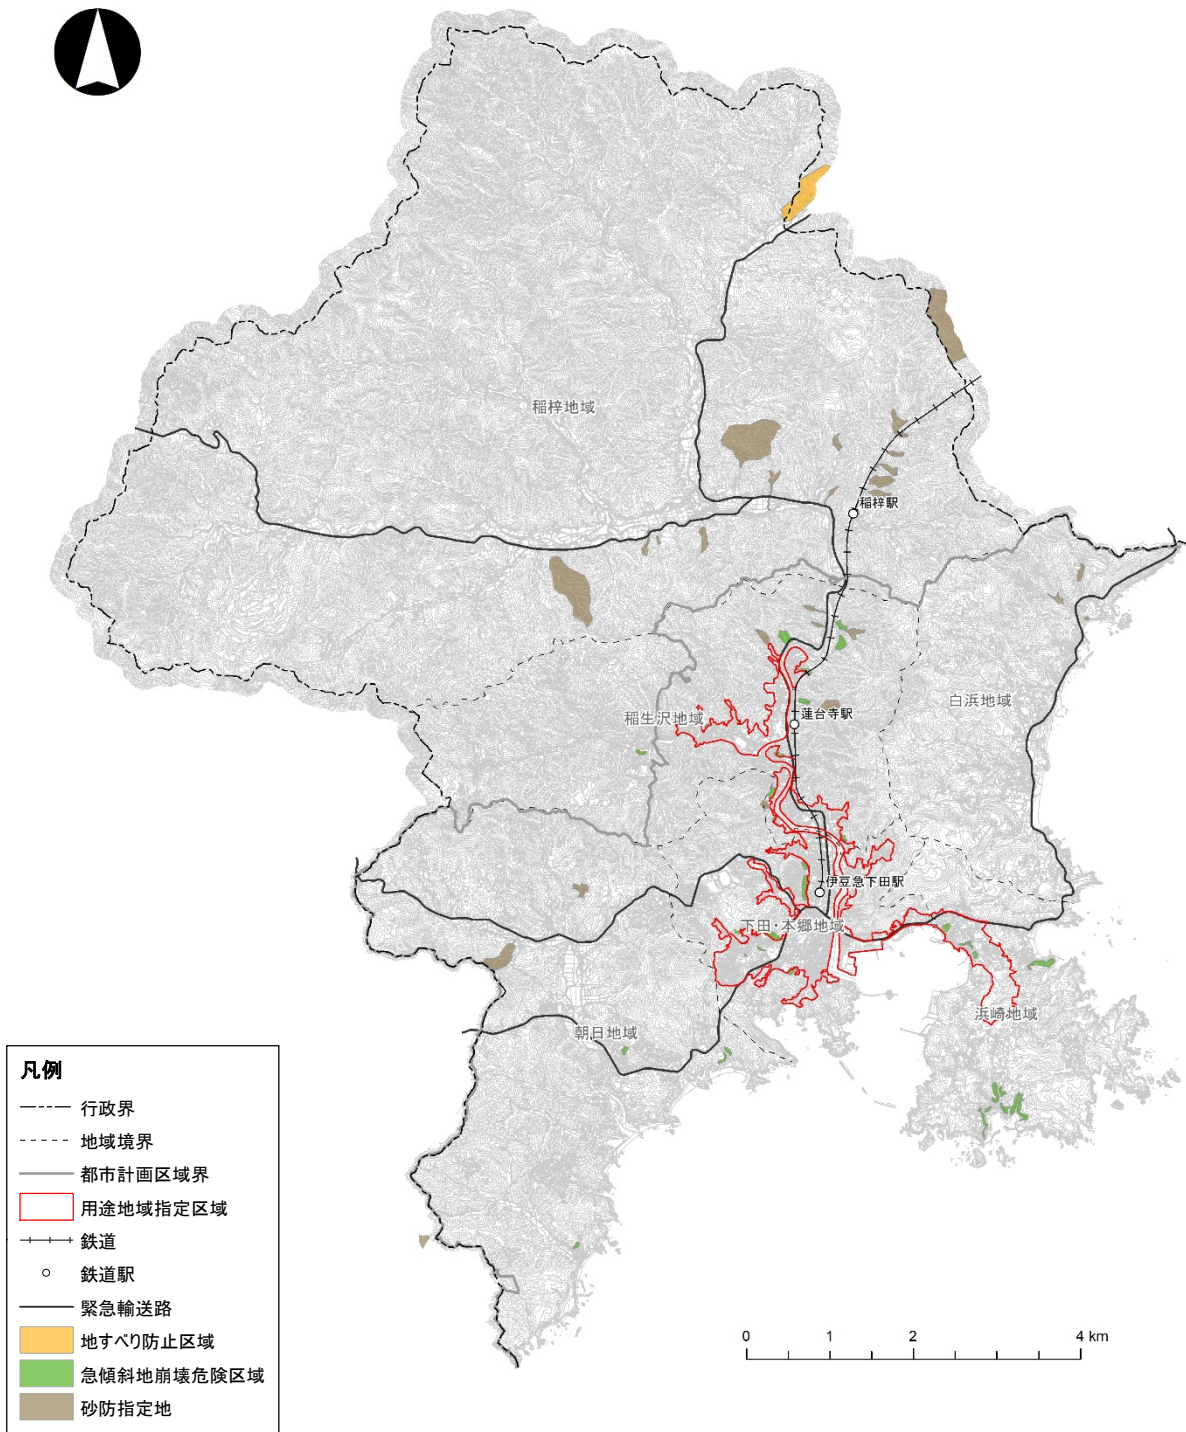 稲梓地域
稲梓駅
白浜地域
稲生沢地域
蓮台寺駅
伊豆急下田駅
下田・本郷地域
浜崎地域
朝日地域
凡例
行政界
地域境界
都市計画区域界
用途地域指定区域
鉄道
鉄道駅
緊急輸送路
地すべり防止区域
急傾斜地崩壊危険区域
砂防指定地
0 1 2 4 km